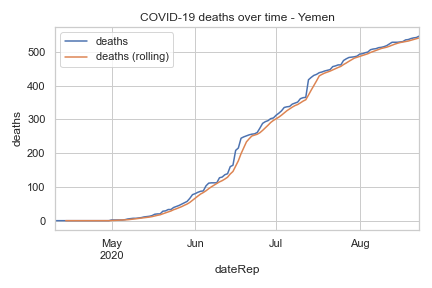 COVID-19 deaths over time - Yemen
deaths
deaths (rolling)
500
400
300
200
100
0
deaths
May
2020
Jun
Jul
Aug
dateRep